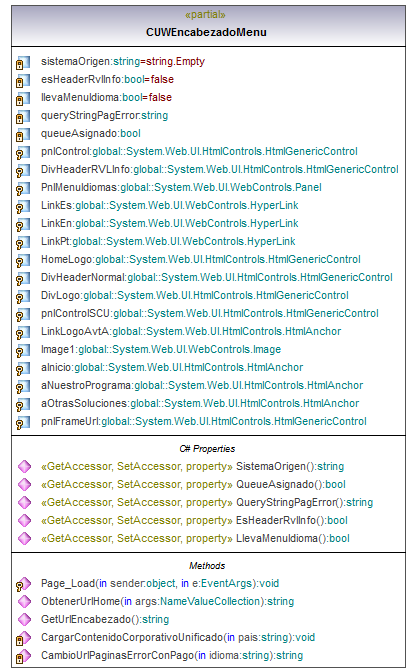 «partial»
CUWEncabezadoMenu
sistemaOrigen:string=string.Empty
esHeaderRvlInfo:bool=false
llevaMenuIdioma:bool=false
queryStringPagError:string
queueAsignado:bool
pnlControl:global::System.Web.UI.HtmlControls.HtmlGenericControl
DivHeaderRVLInfo:global::System.Web.UI.HtmlControls.HtmlGenericControl
PnlMenuIdiomas:global::System.Web.UI.WebControls.Panel
LinkEs:global::System.Web.UI.WebControls.HyperLink
LinkEn:global::System.Web.UI.WebControls.HyperLink
LinkPt:global::System.Web.UI.WebControls.HyperLink
HomeLogo:global::System.Web.UI.HtmlControls.HtmlGenericControl
DivHeaderNormal:global::System.Web.UI.HtmlControls.HtmlGenericControl
DivLogo:global::System.Web.UI.HtmlControls.HtmlGenericControl
pnlControlSCU:global::System.Web.UI.HtmlControls.HtmlGenericControl
LinkLogoAvtA:global::System.Web.UI.HtmlControls.HtmlAnchor
Image1:global::System.Web.UI.WebControls.Image
aInicio:global::System.Web.UI.HtmlControls.HtmlAnchor
aNuestroPrograma:global::System.Web.UI.HtmlControls.HtmlAnchor
aOtrasSoluciones:global::System.Web.UI.HtmlControls.HtmlAnchor
pnlFrameUrl:global::System.Web.UI.HtmlControls.HtmlGenericControl
C# Properties
«GetAccessor, SetAccessor, property» SistemaOrigen():string
«GetAccessor, SetAccessor, property» QueueAsignado():bool
«GetAccessor, SetAccessor, property» QueryStringPagError():string
«GetAccessor, SetAccessor, property» EsHeaderRvlInfo():bool
«GetAccessor, SetAccessor, property» LlevaMenuIdioma():bool
Methods
Page_Load(in sender:object, in e:EventArgs):void
ObtenerUrlHome(in args:NameValueCollection):string
GetUrlEncabezado():string
CargarContenidoCorporativoUnificado(in pais:string):void
CambioUrlPaginasErrorConPago(in idioma:string):string